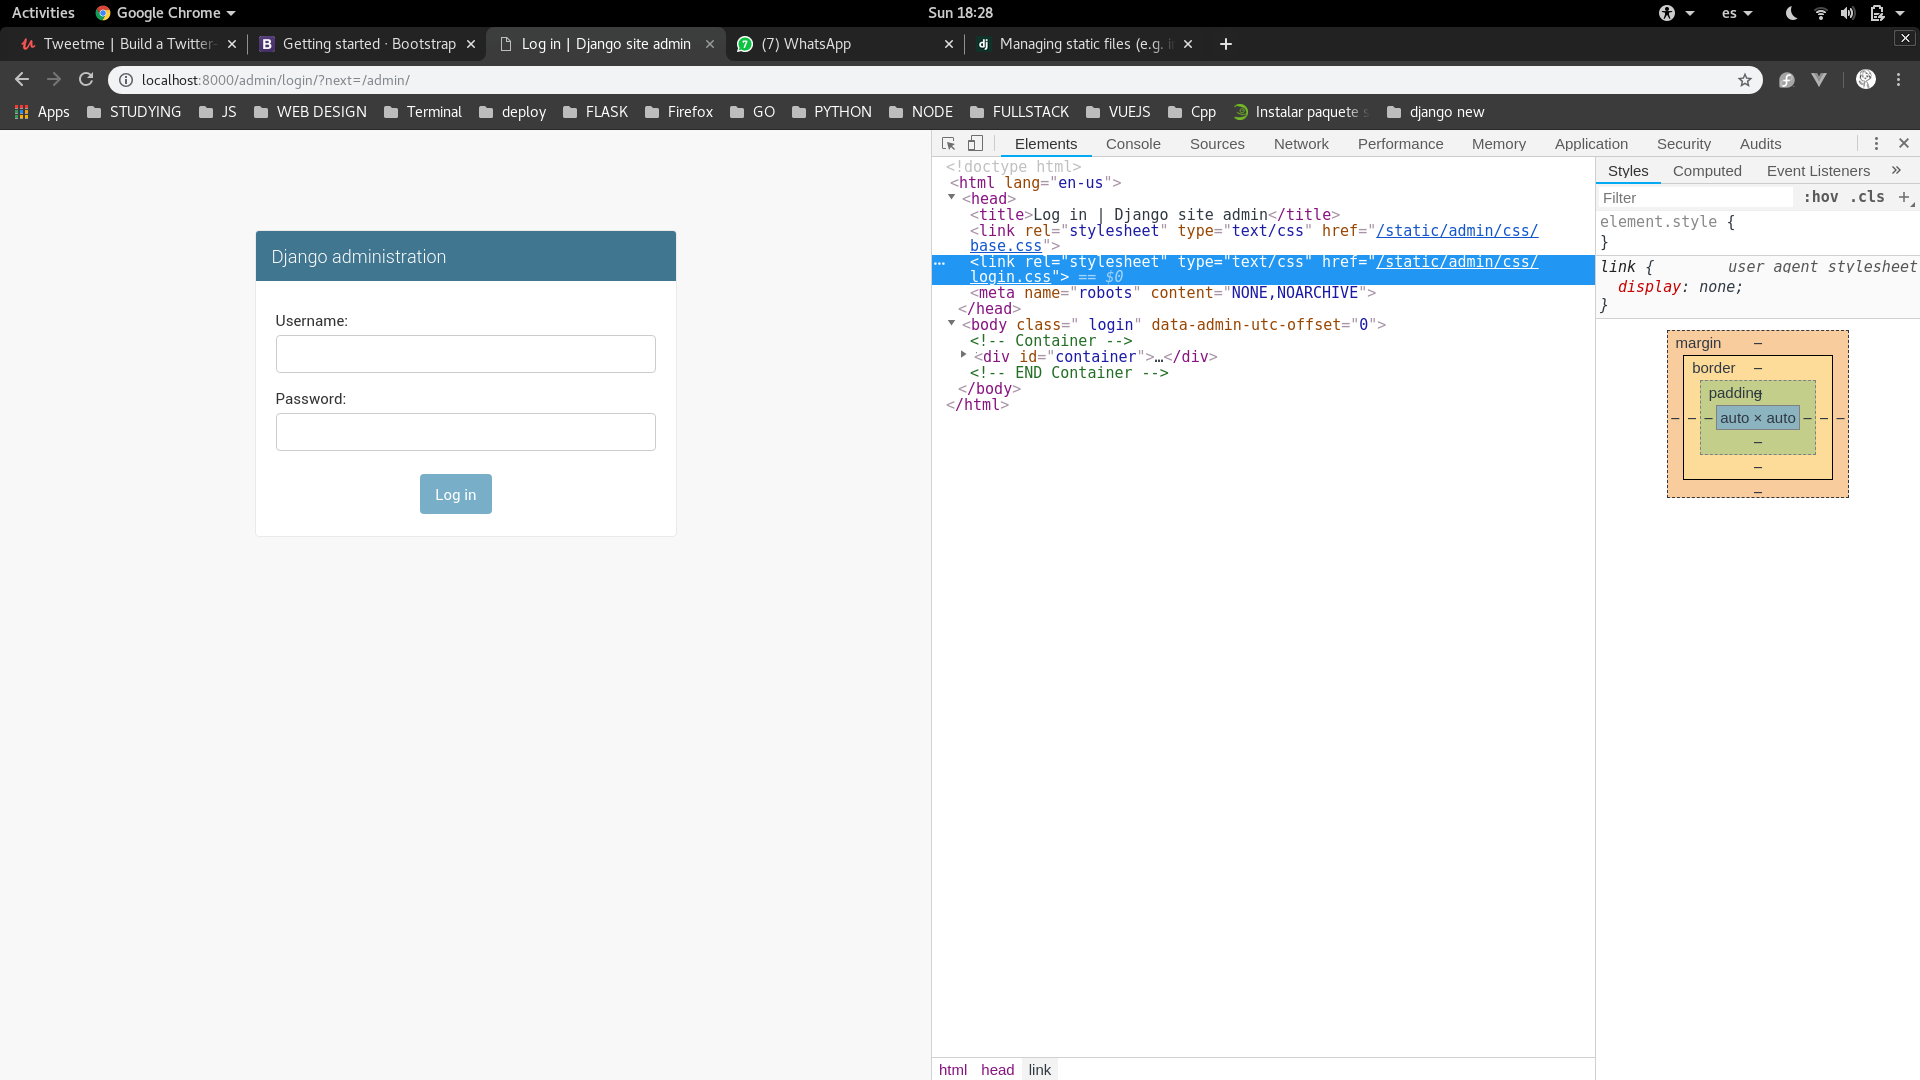 Activities
Google Chrome
Sun 18:28
es
Tweetme | Build a Twitter-
Getting started · Bootstrap
Log in | Django site admin
(7) WhatsApp
Managing static files (e.g. i
localhost:8000/admin/login/?next=/admin/
Apps
STUDYING
JS
WEB DESIGN
Terminal
deploy
FLASK
Firefox
GO
PYTHON
NODE
FULLSTACK
VUEJS
Cpp
Instalar paquete s
django new
Django administration
Username:
Password:
Log in
Elements
Console
Sources
Network
Performance
Memory
Application
Security
Audits
<!doctype html>
<html lang="en-us">
<head>
<title>Log in | Django site admin</title>
<link rel="stylesheet" type="text/css" href="/static/admin/css/
base.css">
<link rel="stylesheet" type="text/css" href="/static/admin/css/
login.css"> == $0
<meta name="robots" content="NONE,NOARCHIVE">
</head>
<body class=" login" data-admin-utc-offset="0">
<!-- Container -->
<div id="container">…</div>
<!-- END Container -->
</body>
</html>
html head link
Styles
Computed
Event Listeners
»
Filter
:hov .cls +
element.style {
}
link {
user agent stylesheet
display: none;
}
margin –
border –
padding –
– – – auto × auto – – –
–
–
–